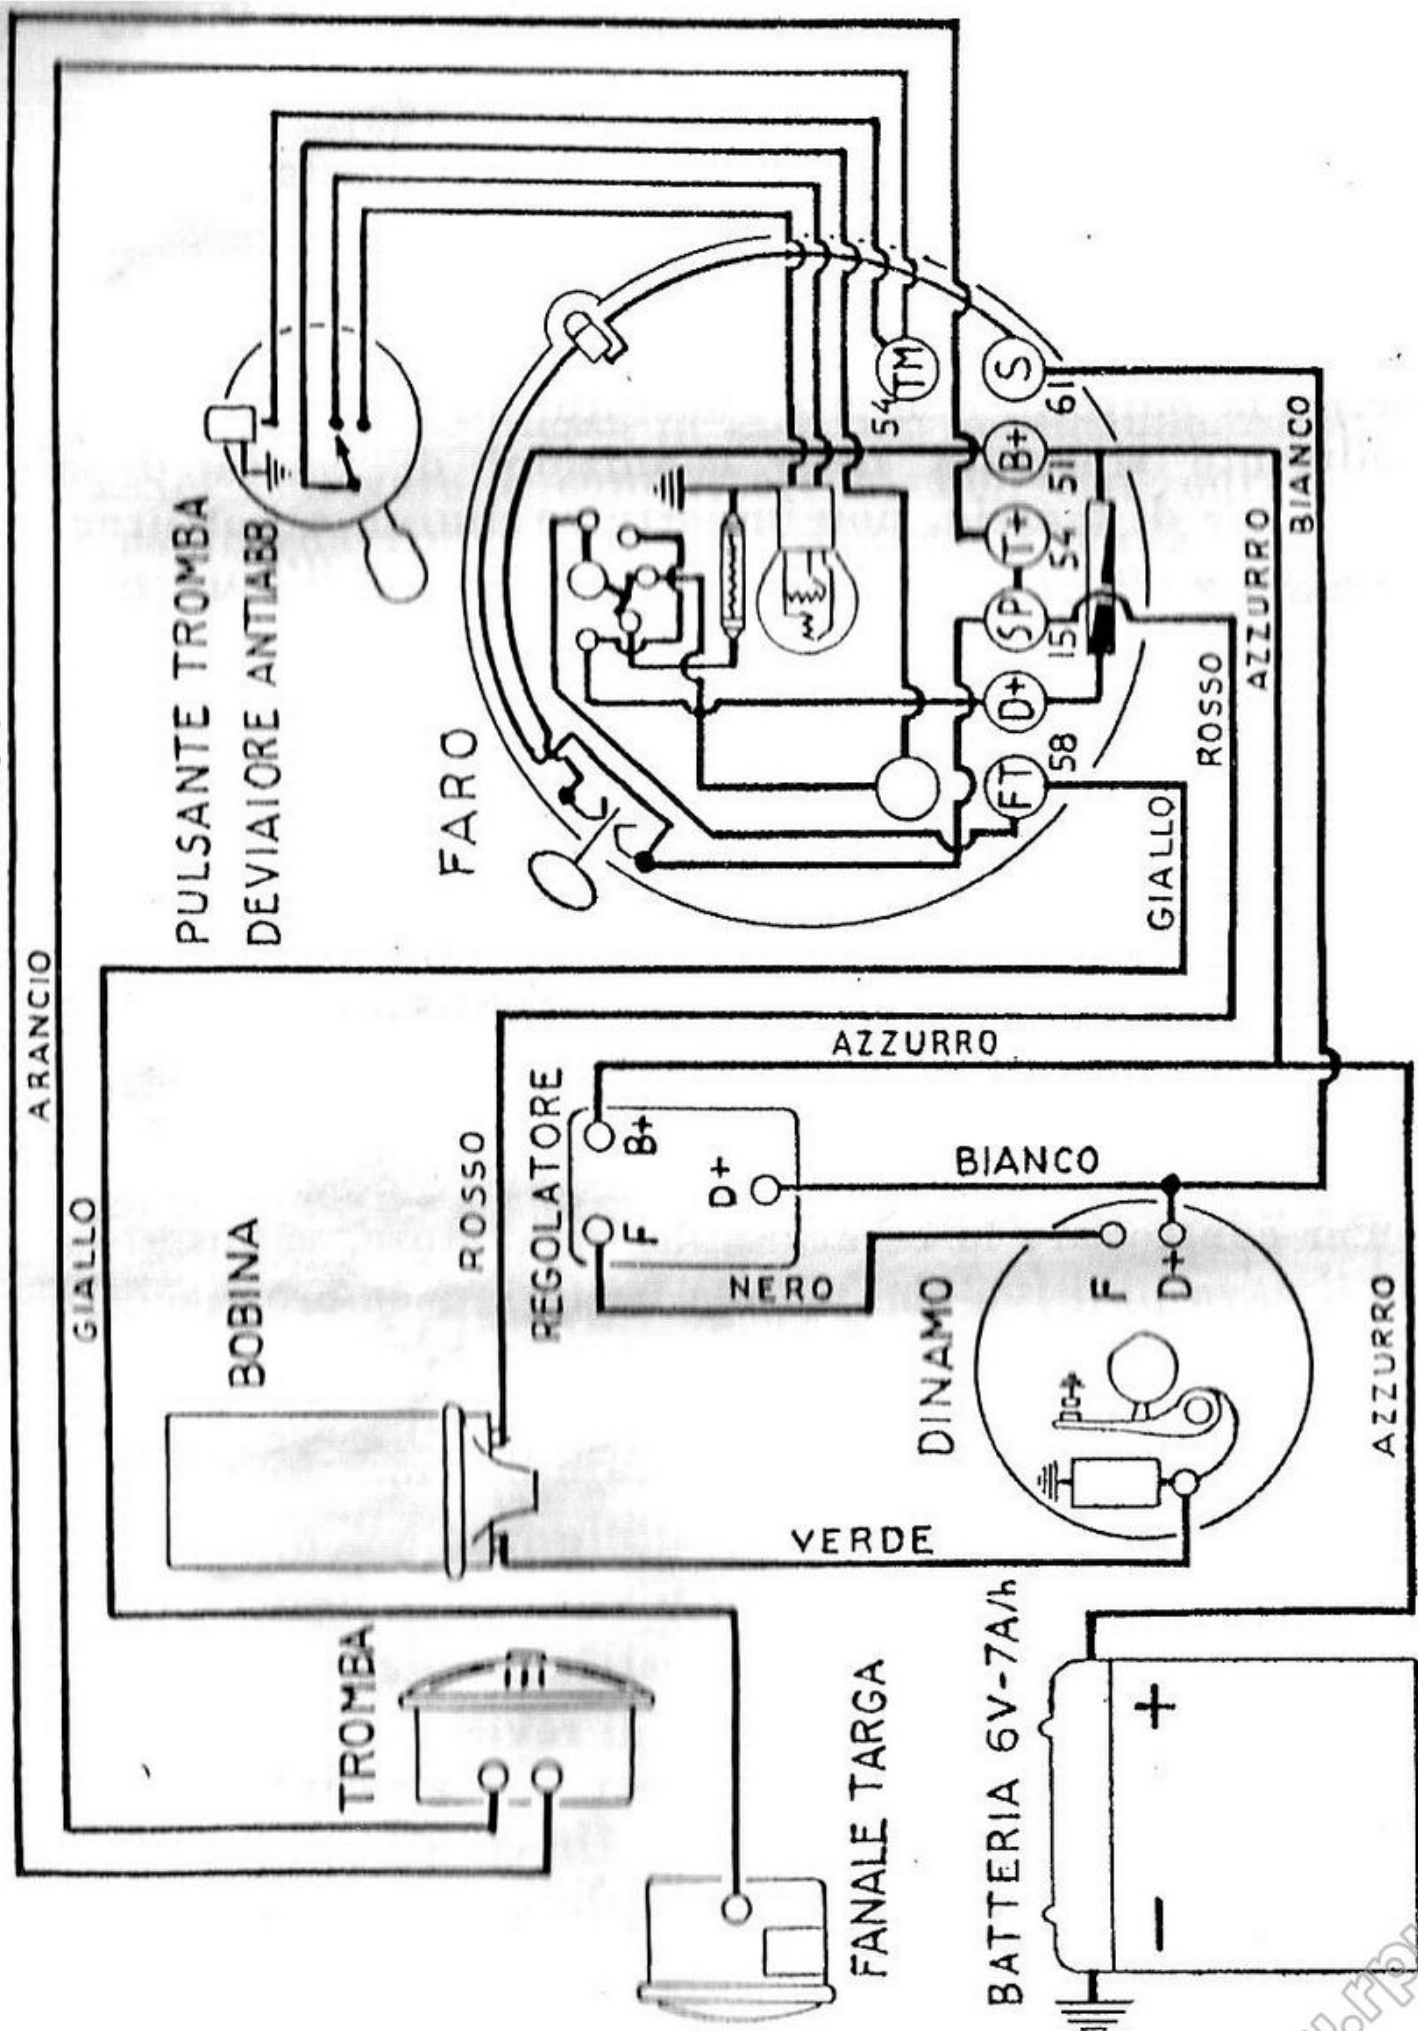 ARANCIO
GIALLO
PULSANTE TROMBA
DEVIAIORE ANTIABB.
FARO
54
TM
S
61
B+
51
T+
54
SP
15
D+
FT
58
BIANCO
AZZURRO
ROSSO
GIALLO
AZZURRO
BOBINA
ROSSO
REGOLATORE
B+
D+
F
BIANCO
NERO
DINAMO
F
D+
AZZURRO
VERDE
TROMBA
FANALE TARGA
BATTERIA 6V-7A/h
+
-